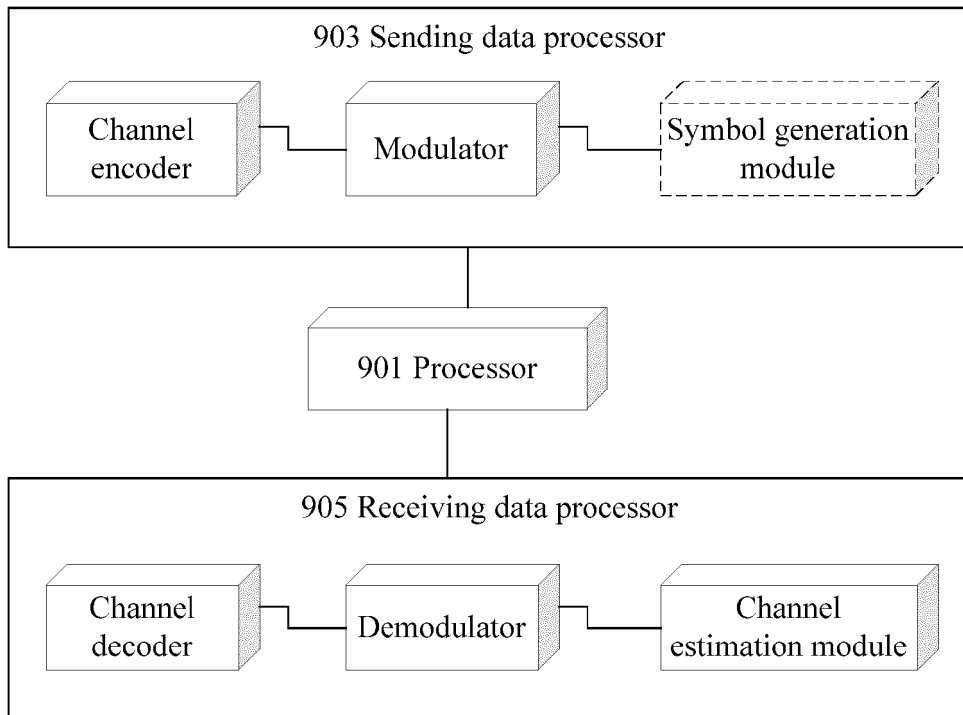 903 Sending data processor
Channel
encoder
Modulator
Symbol generation
module
901 Processor
905 Receiving data processor
Channel
decoder
Demodulator
Channel
estimation module